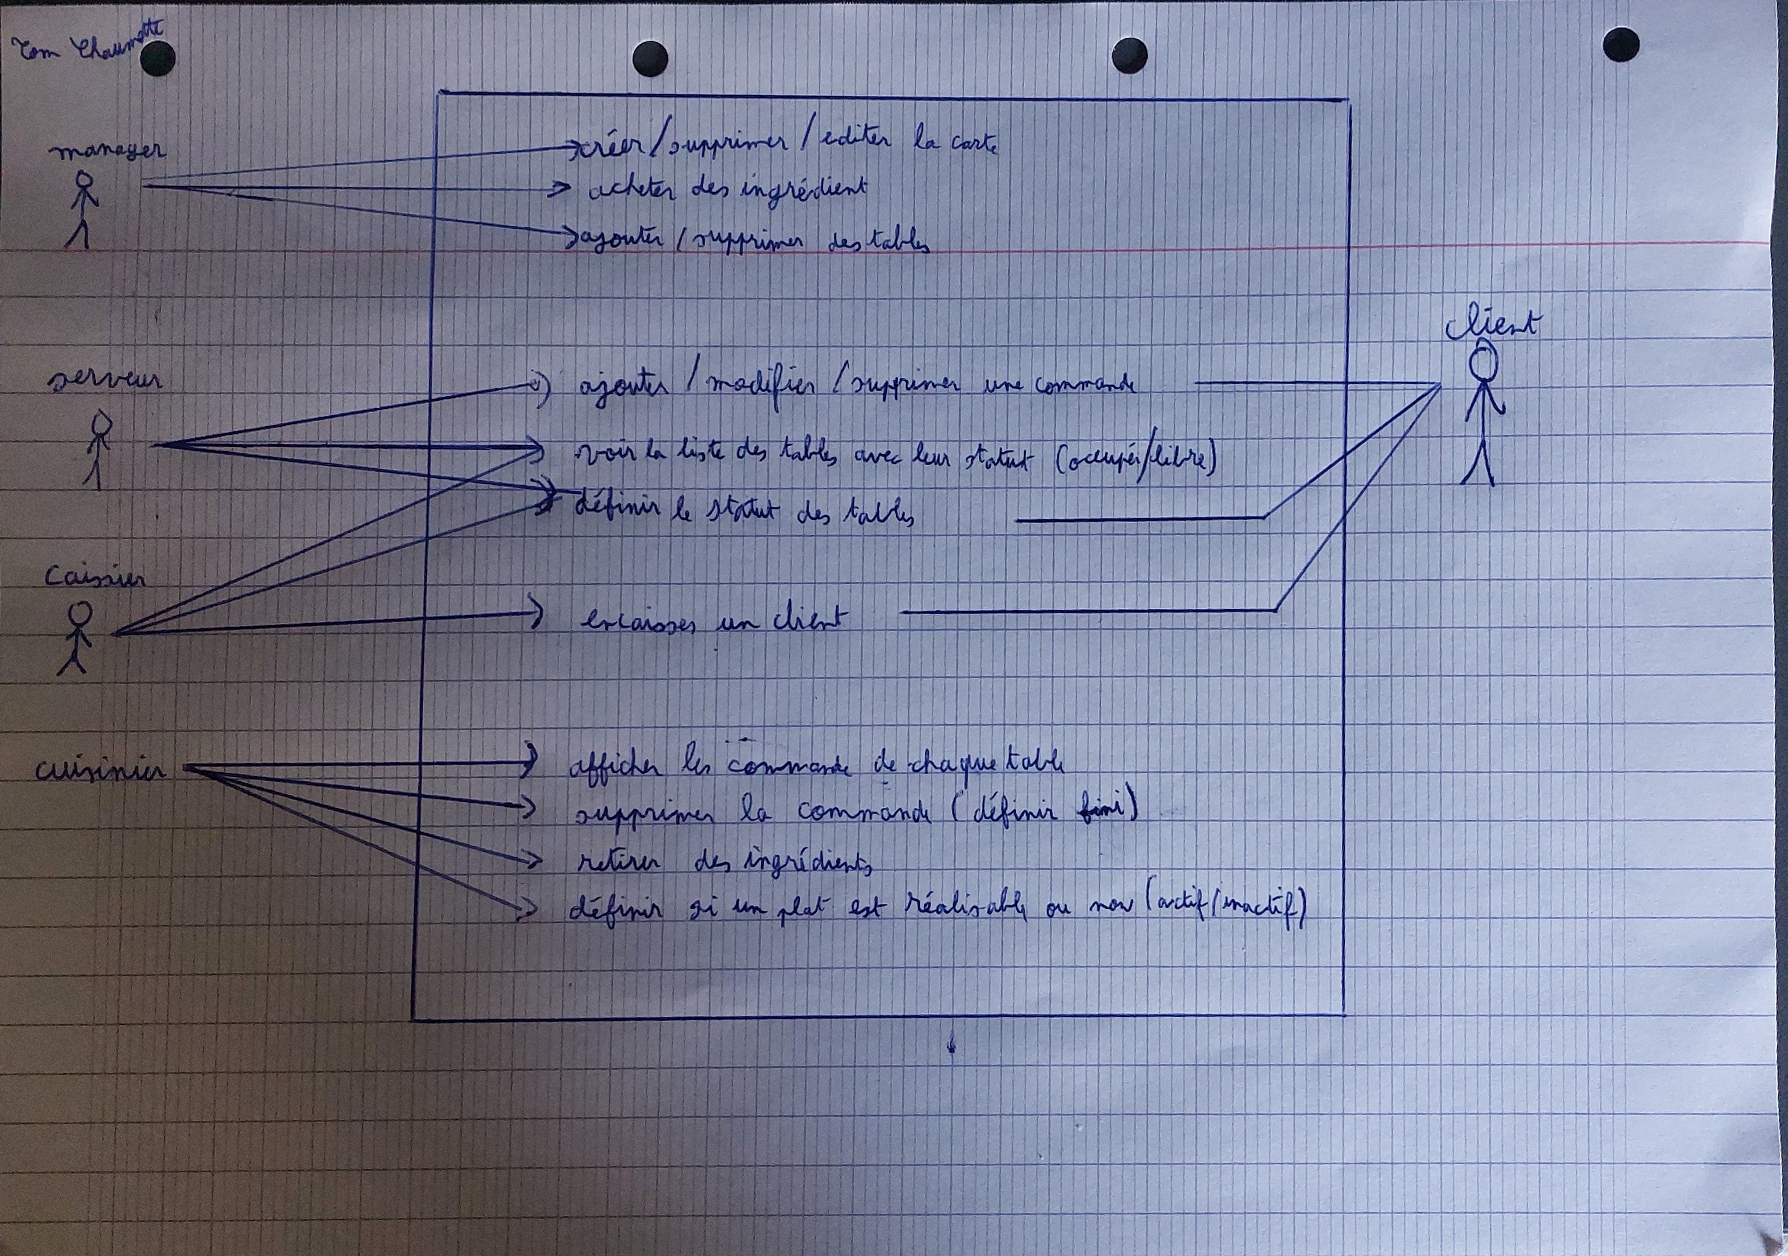 Tom Chaumette
manager
créer/supprimer/editer la carte
acheter des ingrédient
ajouter/supprimer des tables
client
serveur
ajouter/modifier/supprimer une commande
voir la liste des tables avec leur statut (occupée/libre)
définir le statut des tables
caissier
encaisser un client
cuisinier
afficher les commande de chaque table
supprimer la commande (définir fini)
retirer des ingrédients
définir si un plat est réalisable ou non (actif/inactif)